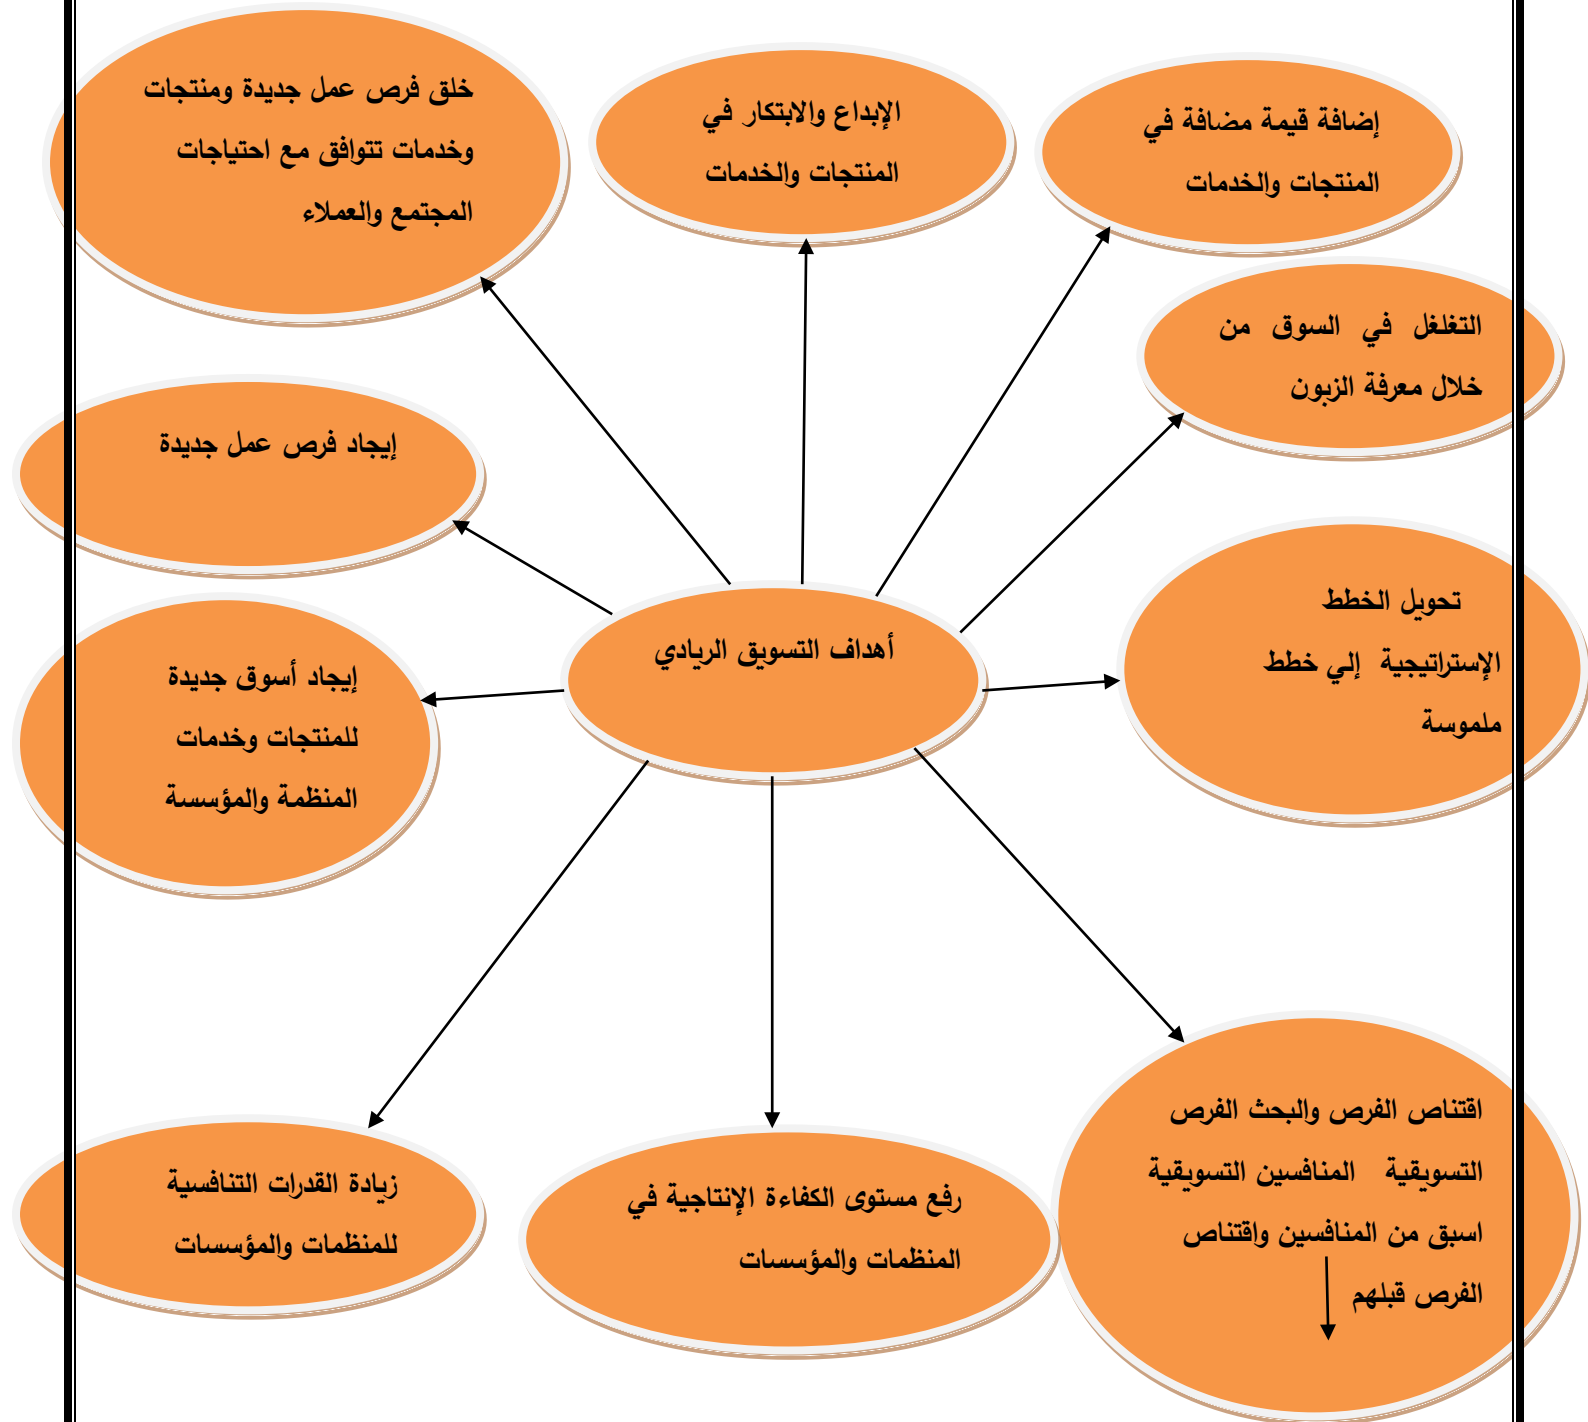 خلق فرص عمل جديدة ومنتجات
وخدمات تتوافق مع احتياجات
المجتمع والعملاء
الإبداع والابتكار في
المنتجات والخدمات
إضافة قيمة مضافة في
المنتجات والخدمات
التغلغل في السوق من
خلال معرفة الزبون
إيجاد فرص عمل جديدة
تحويل الخطط
الإستراتيجية إلي خطط
ملموسة
أهداف التسويق الريادي
إيجاد أسوق جديدة
للمنتجات وخدمات
المنظمة والمؤسسة
اقتناص الفرص والبحث الفرص
التسويقية المنافسين التسويقية
اسبق من المنافسين واقتناص
الفرص قبلهم
رفع مستوى الكفاءة الإنتاجية في
المنظمات والمؤسسات
زيادة القدرات التنافسية
للمنظمات والمؤسسات